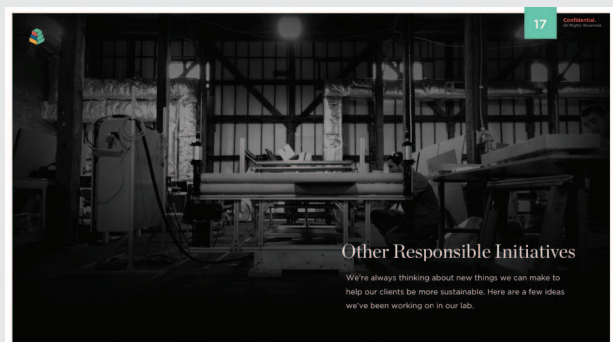 17
Confidential.
All Rights Reserved.
Other Responsible Initiatives
We're always thinking about new things we can make to
help our clients be more sustainable. Here are a few ideas
we've been working on in our lab.